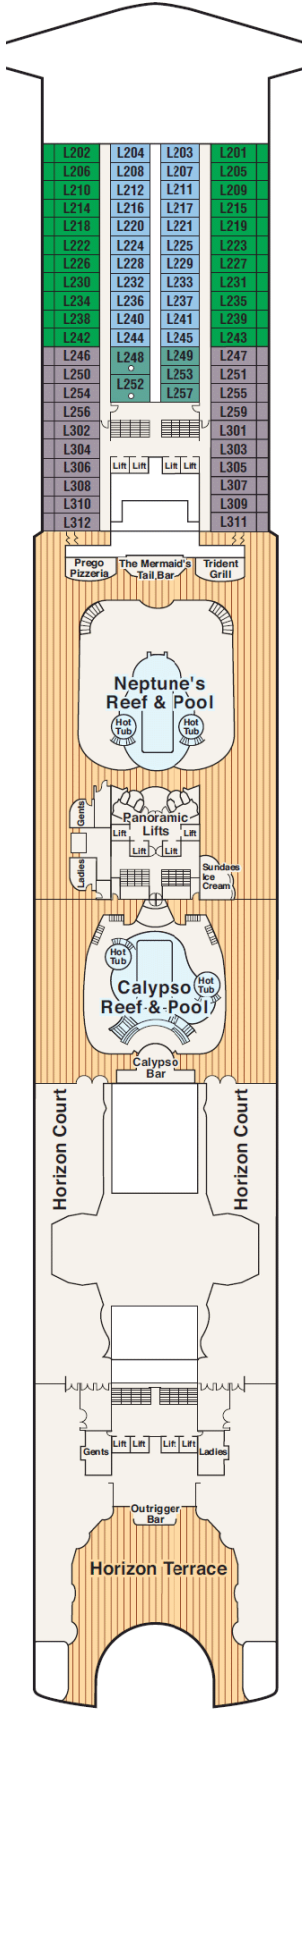 L202 L204 L203 L201
L206 L208 L207 L205
L210 L212 L211 L209
L214 L216 L217 L215
L218 L220 L221 L219
L222 L224 L225 L223
L226 L228 L229 L227
L230 L232 L233 L231
L234 L236 L237 L235
L238 L240 L241 L239
L242 L244 L245 L243
L246 L248 L249 L247
L250 L253 L251
L254 L252 L257 L255
L256 L259
L302 L301
L304 L303
L306 Lift Lift Lift Lift L305
L308 L307
L310 L309
L312 L311
Prego
Pizzeria
The Mermaid's
Tail Bar
Trident
Grill
Neptune's
Reef & Pool
Hot
Tub
Hot
Tub
Gents
Panoramic
Lifts
Lift Lift
Lift Lift
Ladies
Sundaes
Ice
Cream
Hot
Tub
Hot
Tub
Calypso
Reef & Pool
Calypso
Bar
Horizon Court
Horizon Court
Gents Lift Lift Lift Lift Ladies
Outrigger
Bar
Horizon Terrace